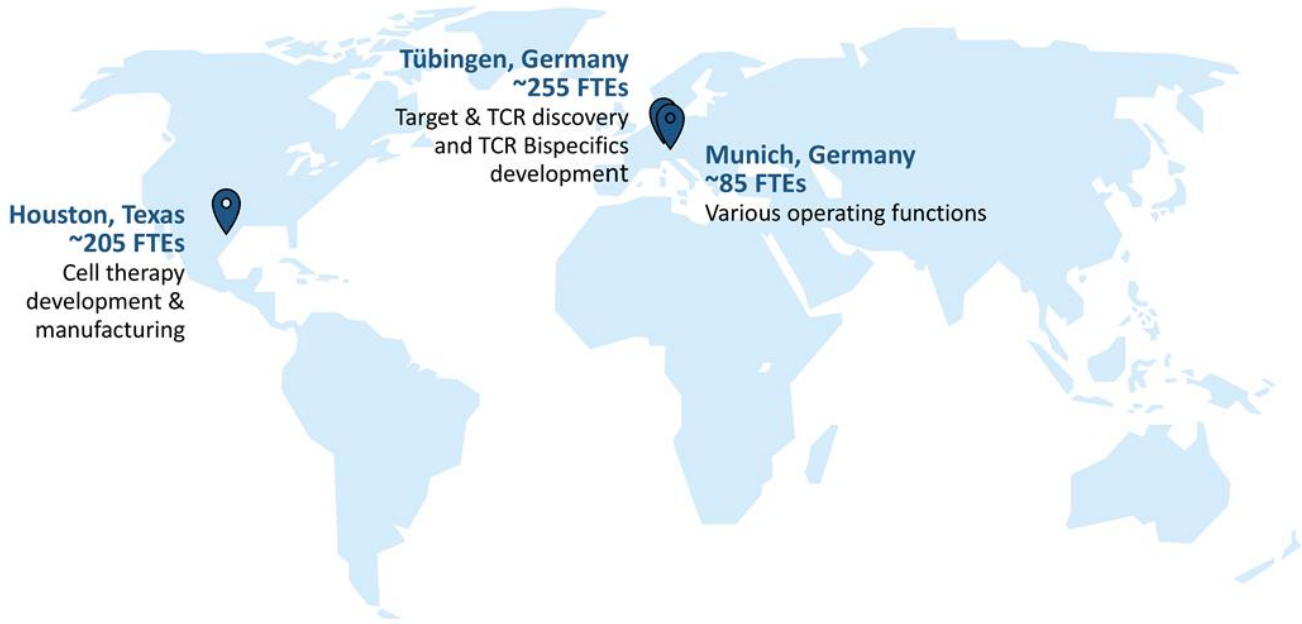 Tübingen, Germany
~255 FTEs
Target & TCR discovery
and TCR Bispecifics
development
Munich, Germany
~85 FTEs
Various operating functions
Houston, Texas
~205 FTEs
Cell therapy
development &
manufacturing